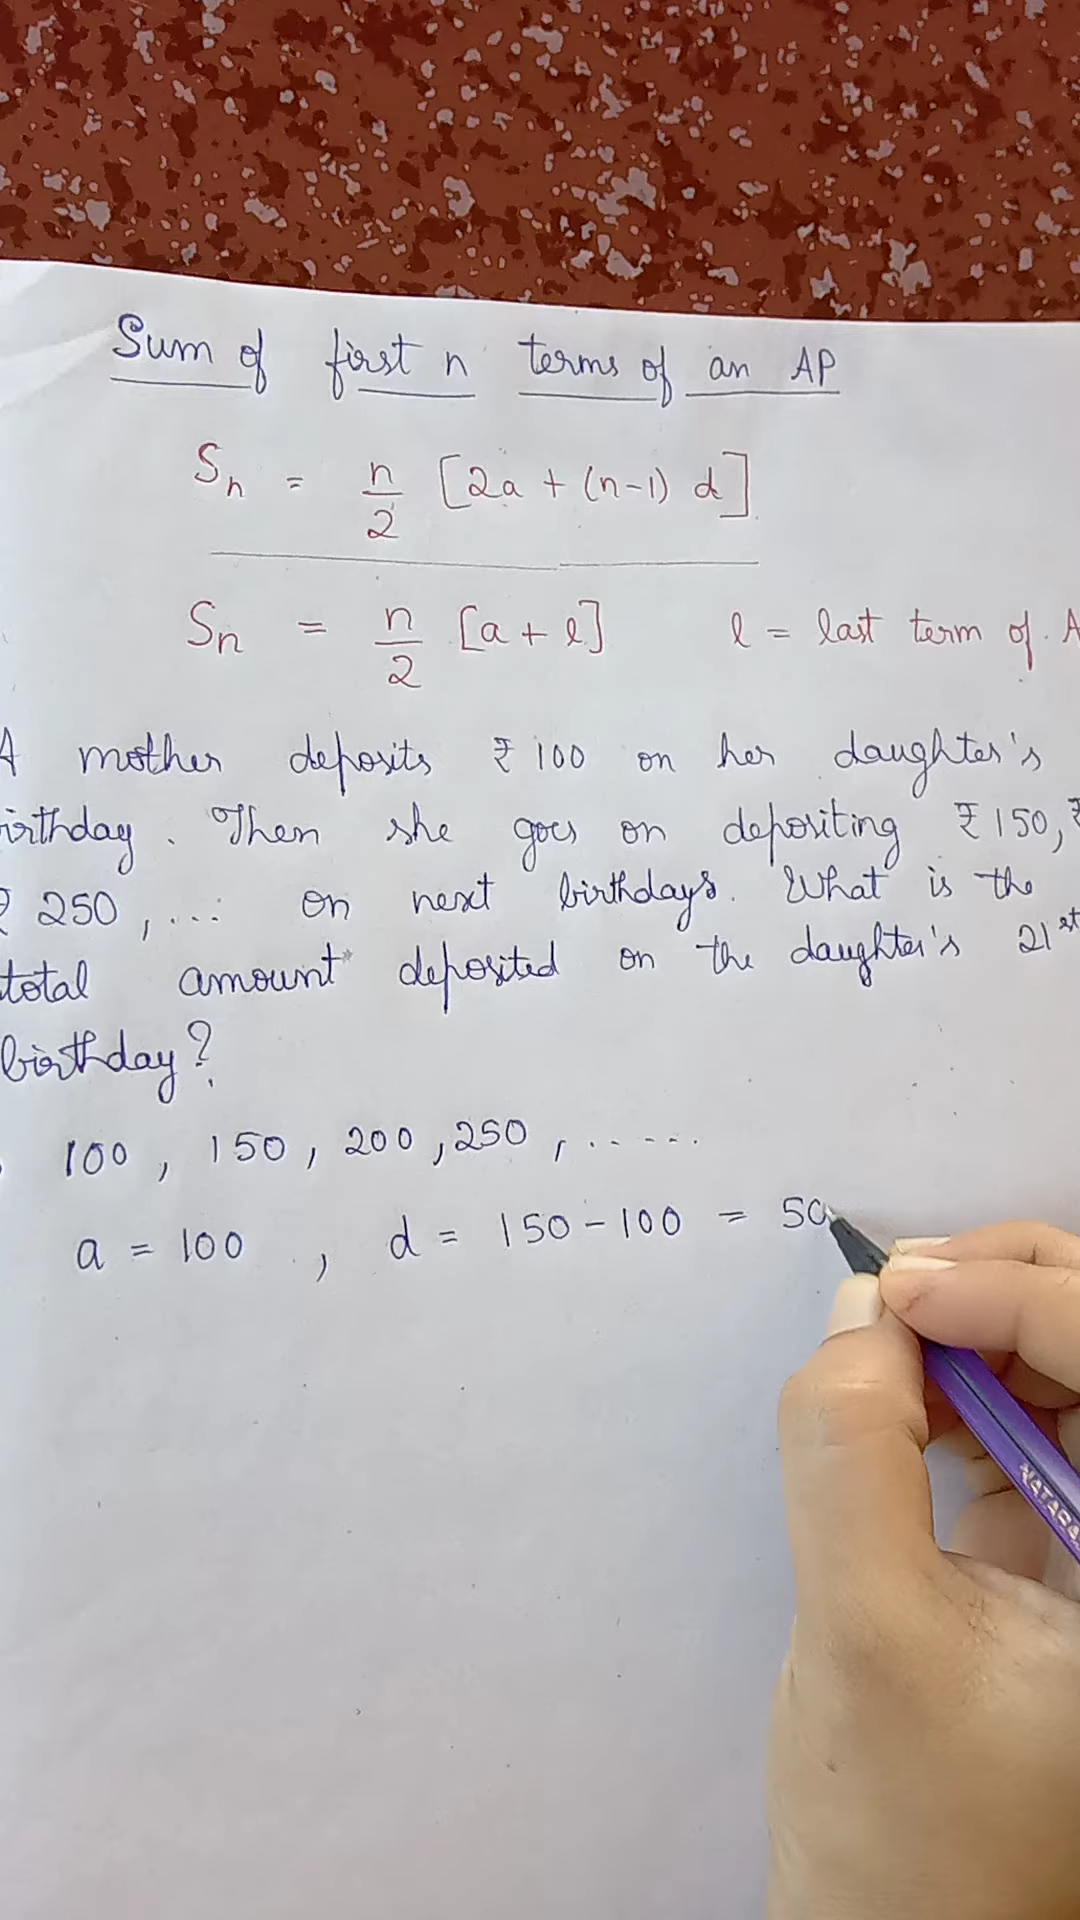 Sum of first n terms of an AP
Sn = n/2 [2a + (n-1) d]
Sn = n/2 [a + l] l = last term of A
A mother deposits ₹ 100 on her daughter's
irthday. Then she goes on depositing ₹ 150, ₹
₹ 250, ... on next birthdays. What is the
total amount deposited on the daughter's 21st
birthday?
100, 150, 200, 250, .......
a = 100, d = 150 - 100 = 50